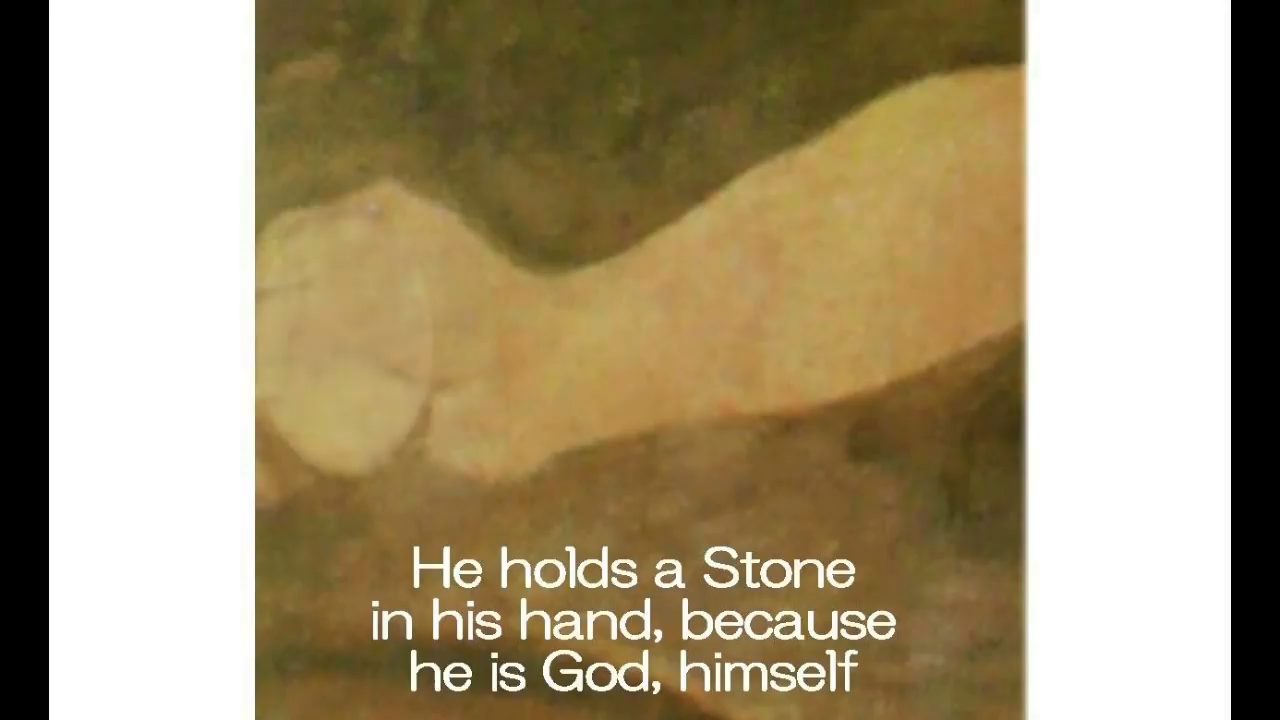 He holds a Stone
in his hand, because
he is God, himself